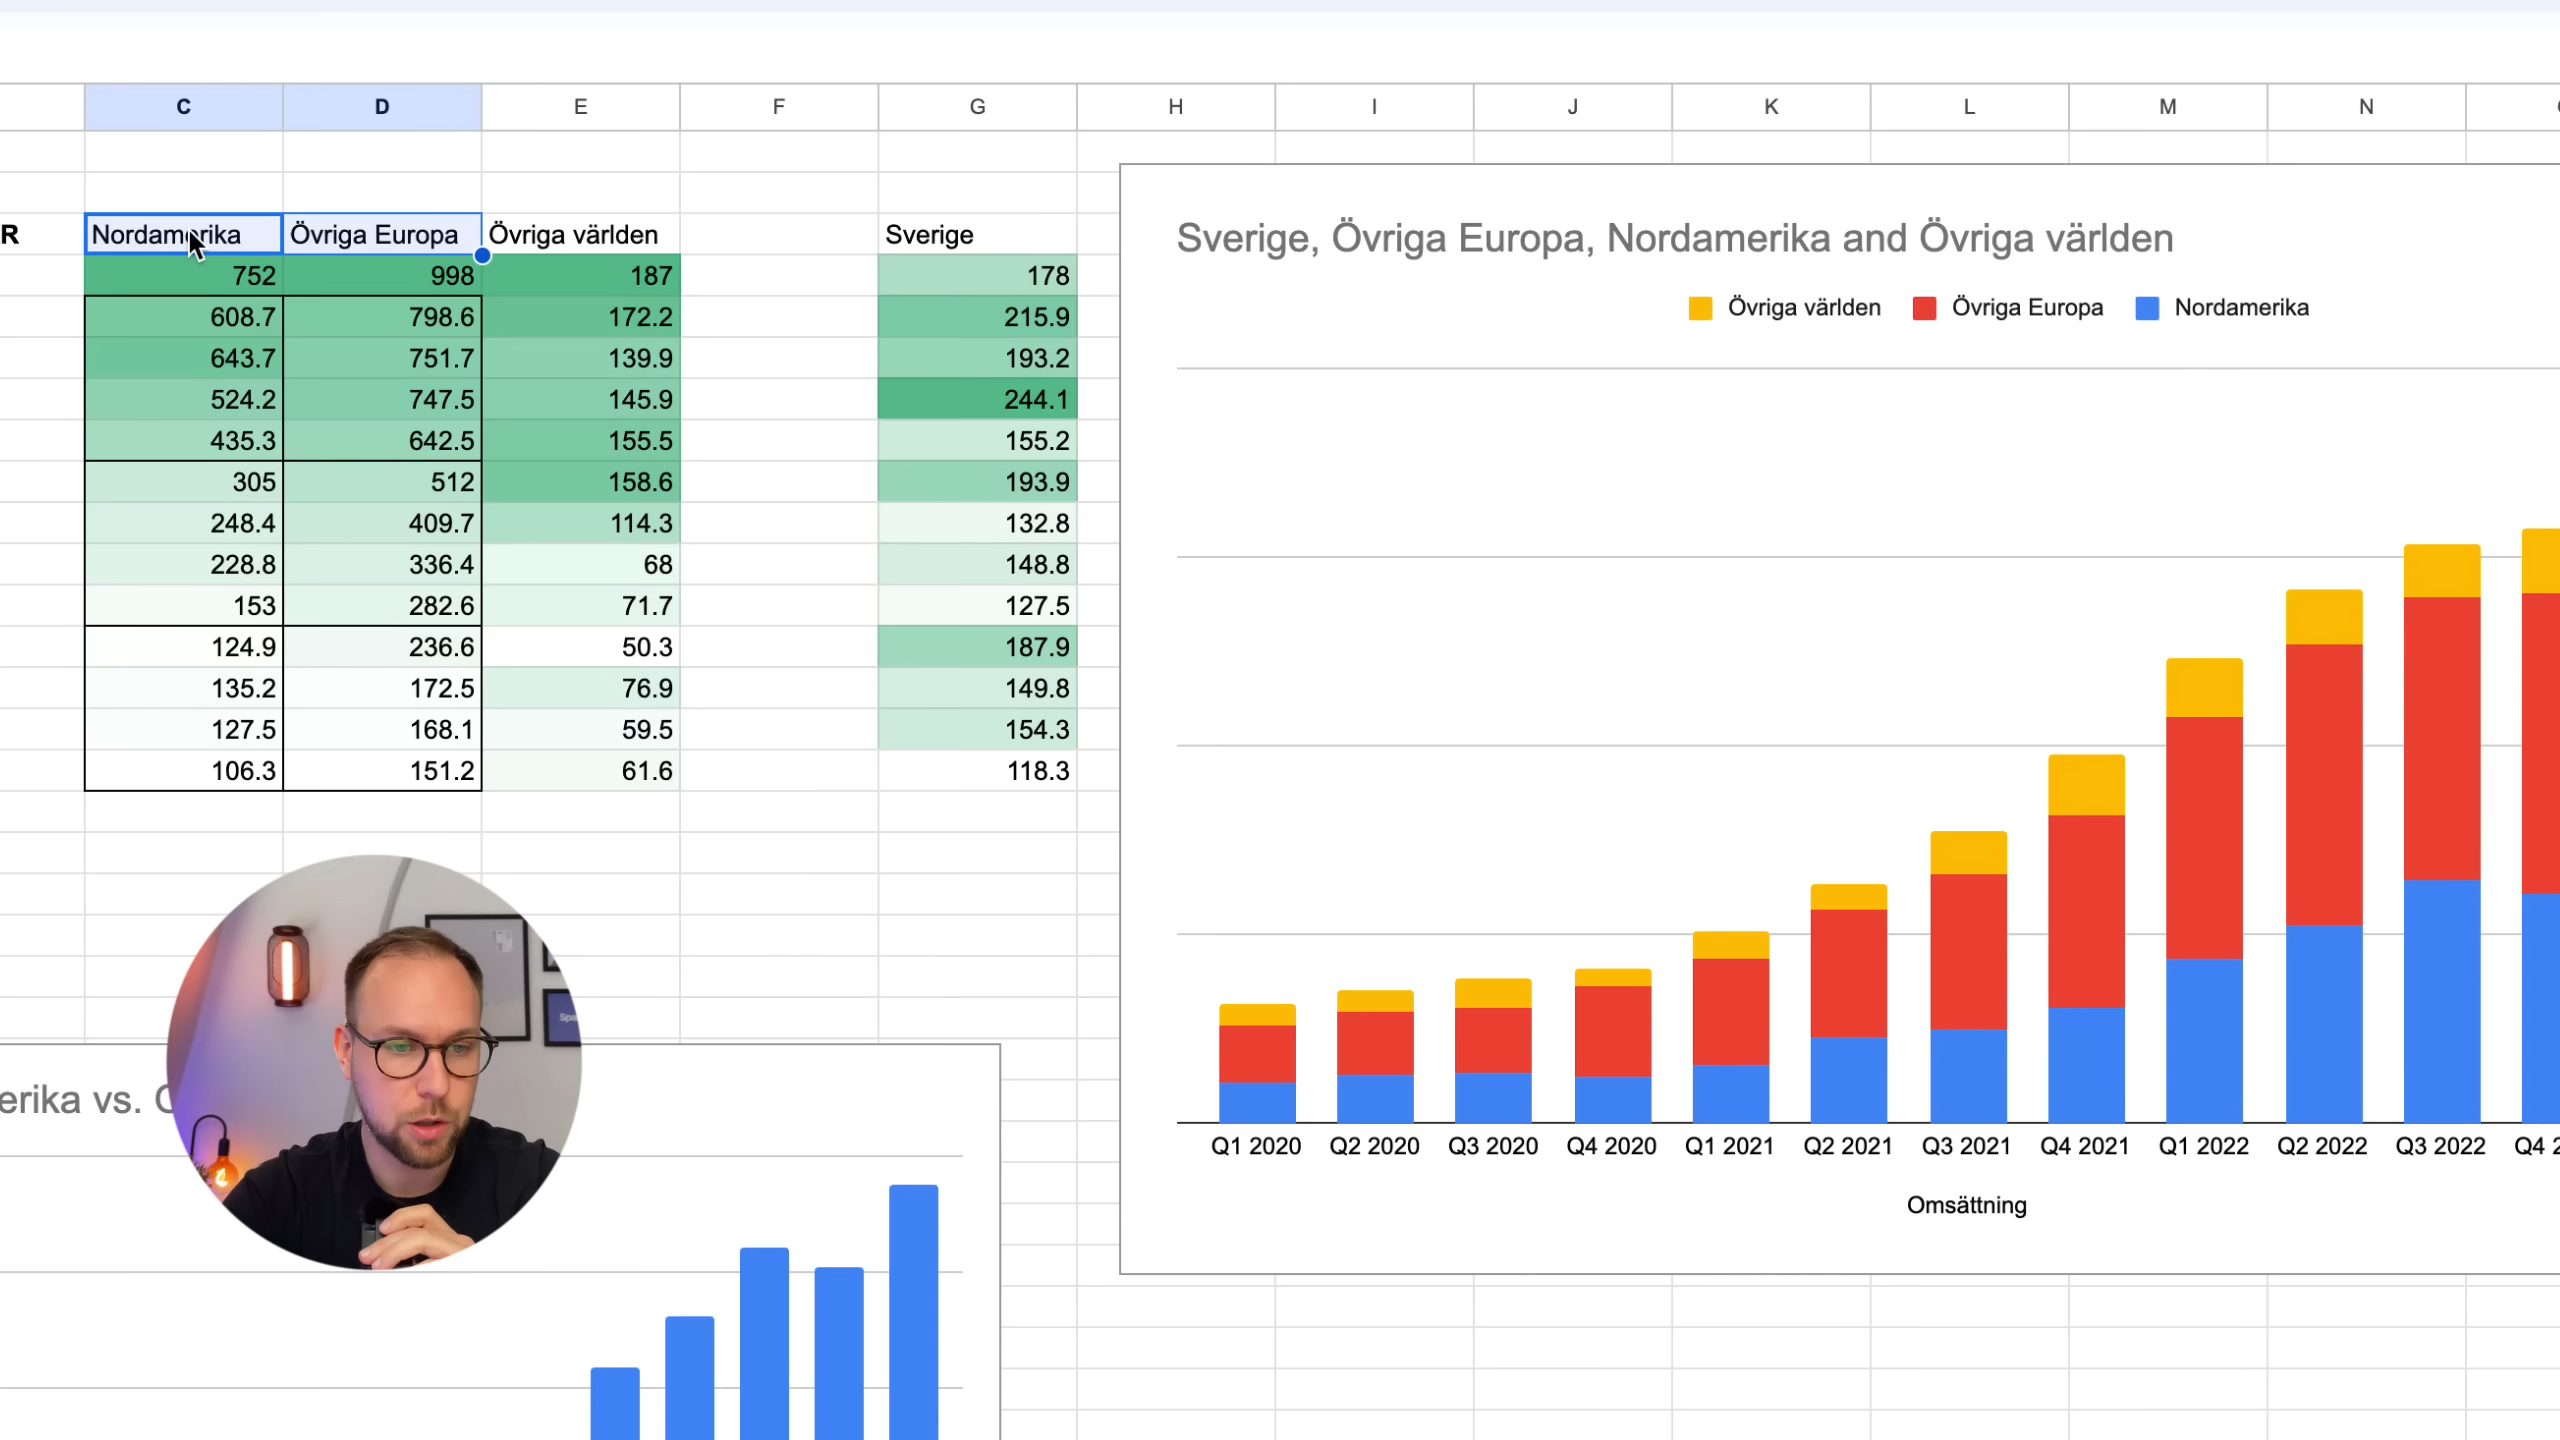 C D E F G H I J K L M N
R Nordamerika Övriga Europa Övriga världen Sverige
752 998 187 178
608.7 798.6 172.2 215.9
643.7 751.7 139.9 193.2
524.2 747.5 145.9 244.1
435.3 642.5 155.5 155.2
305 512 158.6 193.9
248.4 409.7 114.3 132.8
228.8 336.4 68 148.8
153 282.6 71.7 127.5
124.9 236.6 50.3 187.9
135.2 172.5 76.9 149.8
127.5 168.1 59.5 154.3
106.3 151.2 61.6 118.3
Sverige, Övriga Europa, Nordamerika and Övriga världen
Övriga världen Övriga Europa Nordamerika
Q1 2020 Q2 2020 Q3 2020 Q4 2020 Q1 2021 Q2 2021 Q3 2021 Q4 2021 Q1 2022 Q2 2022 Q3 2022 Q4 2
Omsättning
erika vs.